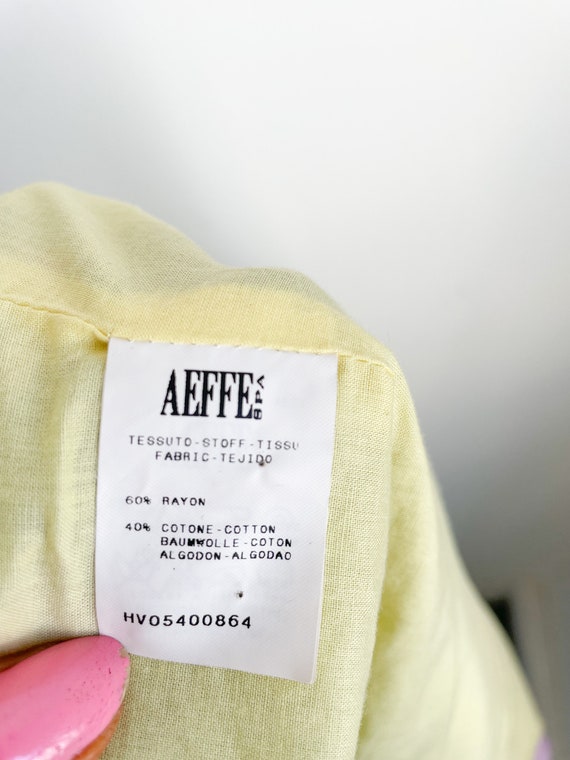 AEFFE SPA
TESSUTO-STOFF-TISSU
FABRIC-TEJIDO
60% RAYON
40% COTONE-COTTON
BAUMWOLLE-COTON
ALGODON-ALGODAO
HV05400864